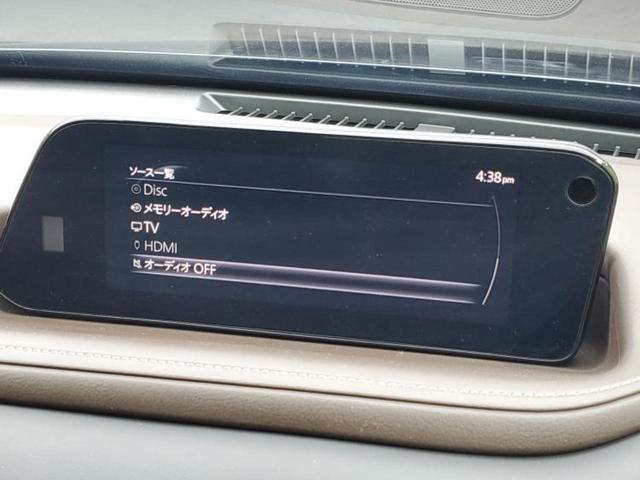 ソース一覧 4:38pm
Disc
メモリーオーディオ
TV
HDMI
オーディオ OFF